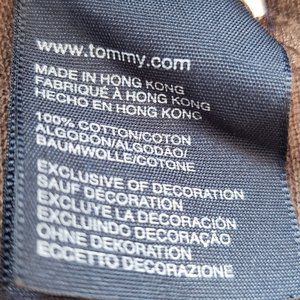 www.tommy.com
MADE IN HONG KONG
FABRIQUÉ À HONG KONG
HECHO EN HONG KONG
100% COTTON/COTON
ALGODÓN/ALGODÃO/
BAUMWOLLE/COTONE
EXCLUSIVE OF DECORATION
SAUF DÉCORATION
EXCLUYE LA DECORACIÓN
EXCLUINDO DECORAÇÃO
OHNE DEKORATION
ECCETTO DECORAZIONE